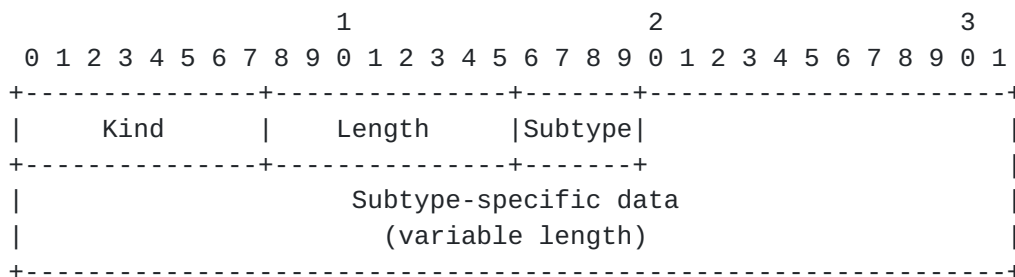 1                   2                   3
 0 1 2 3 4 5 6 7 8 9 0 1 2 3 4 5 6 7 8 9 0 1 2 3 4 5 6 7 8 9 0 1
+---------------+---------------+-------+-----------------------+
|     Kind      |    Length     |Subtype|                       |
+---------------+---------------+-------+                       |
|                     Subtype-specific data                     |
|                       (variable length)                       |
+---------------------------------------------------------------+